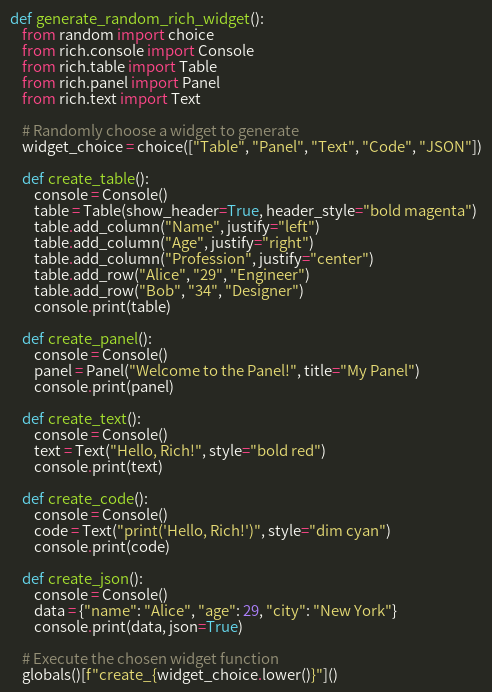 def generate_random_rich_widget():
    from random import choice
    from rich.console import Console
    from rich.table import Table
    from rich.panel import Panel
    from rich.text import Text

    # Randomly choose a widget to generate
    widget_choice = choice(["Table", "Panel", "Text", "Code", "JSON"])

    def create_table():
        console = Console()
        table = Table(show_header=True, header_style="bold magenta")
        table.add_column("Name", justify="left")
        table.add_column("Age", justify="right")
        table.add_column("Profession", justify="center")
        table.add_row("Alice", "29", "Engineer")
        table.add_row("Bob", "34", "Designer")
        console.print(table)

    def create_panel():
        console = Console()
        panel = Panel("Welcome to the Panel!", title="My Panel")
        console.print(panel)

    def create_text():
        console = Console()
        text = Text("Hello, Rich!", style="bold red")
        console.print(text)

    def create_code():
        console = Console()
        code = Text("print('Hello, Rich!')", style="dim cyan")
        console.print(code)

    def create_json():
        console = Console()
        data = {"name": "Alice", "age": 29, "city": "New York"}
        console.print(data, json=True)

    # Execute the chosen widget function
    globals()[f"create_{widget_choice.lower()}"]()